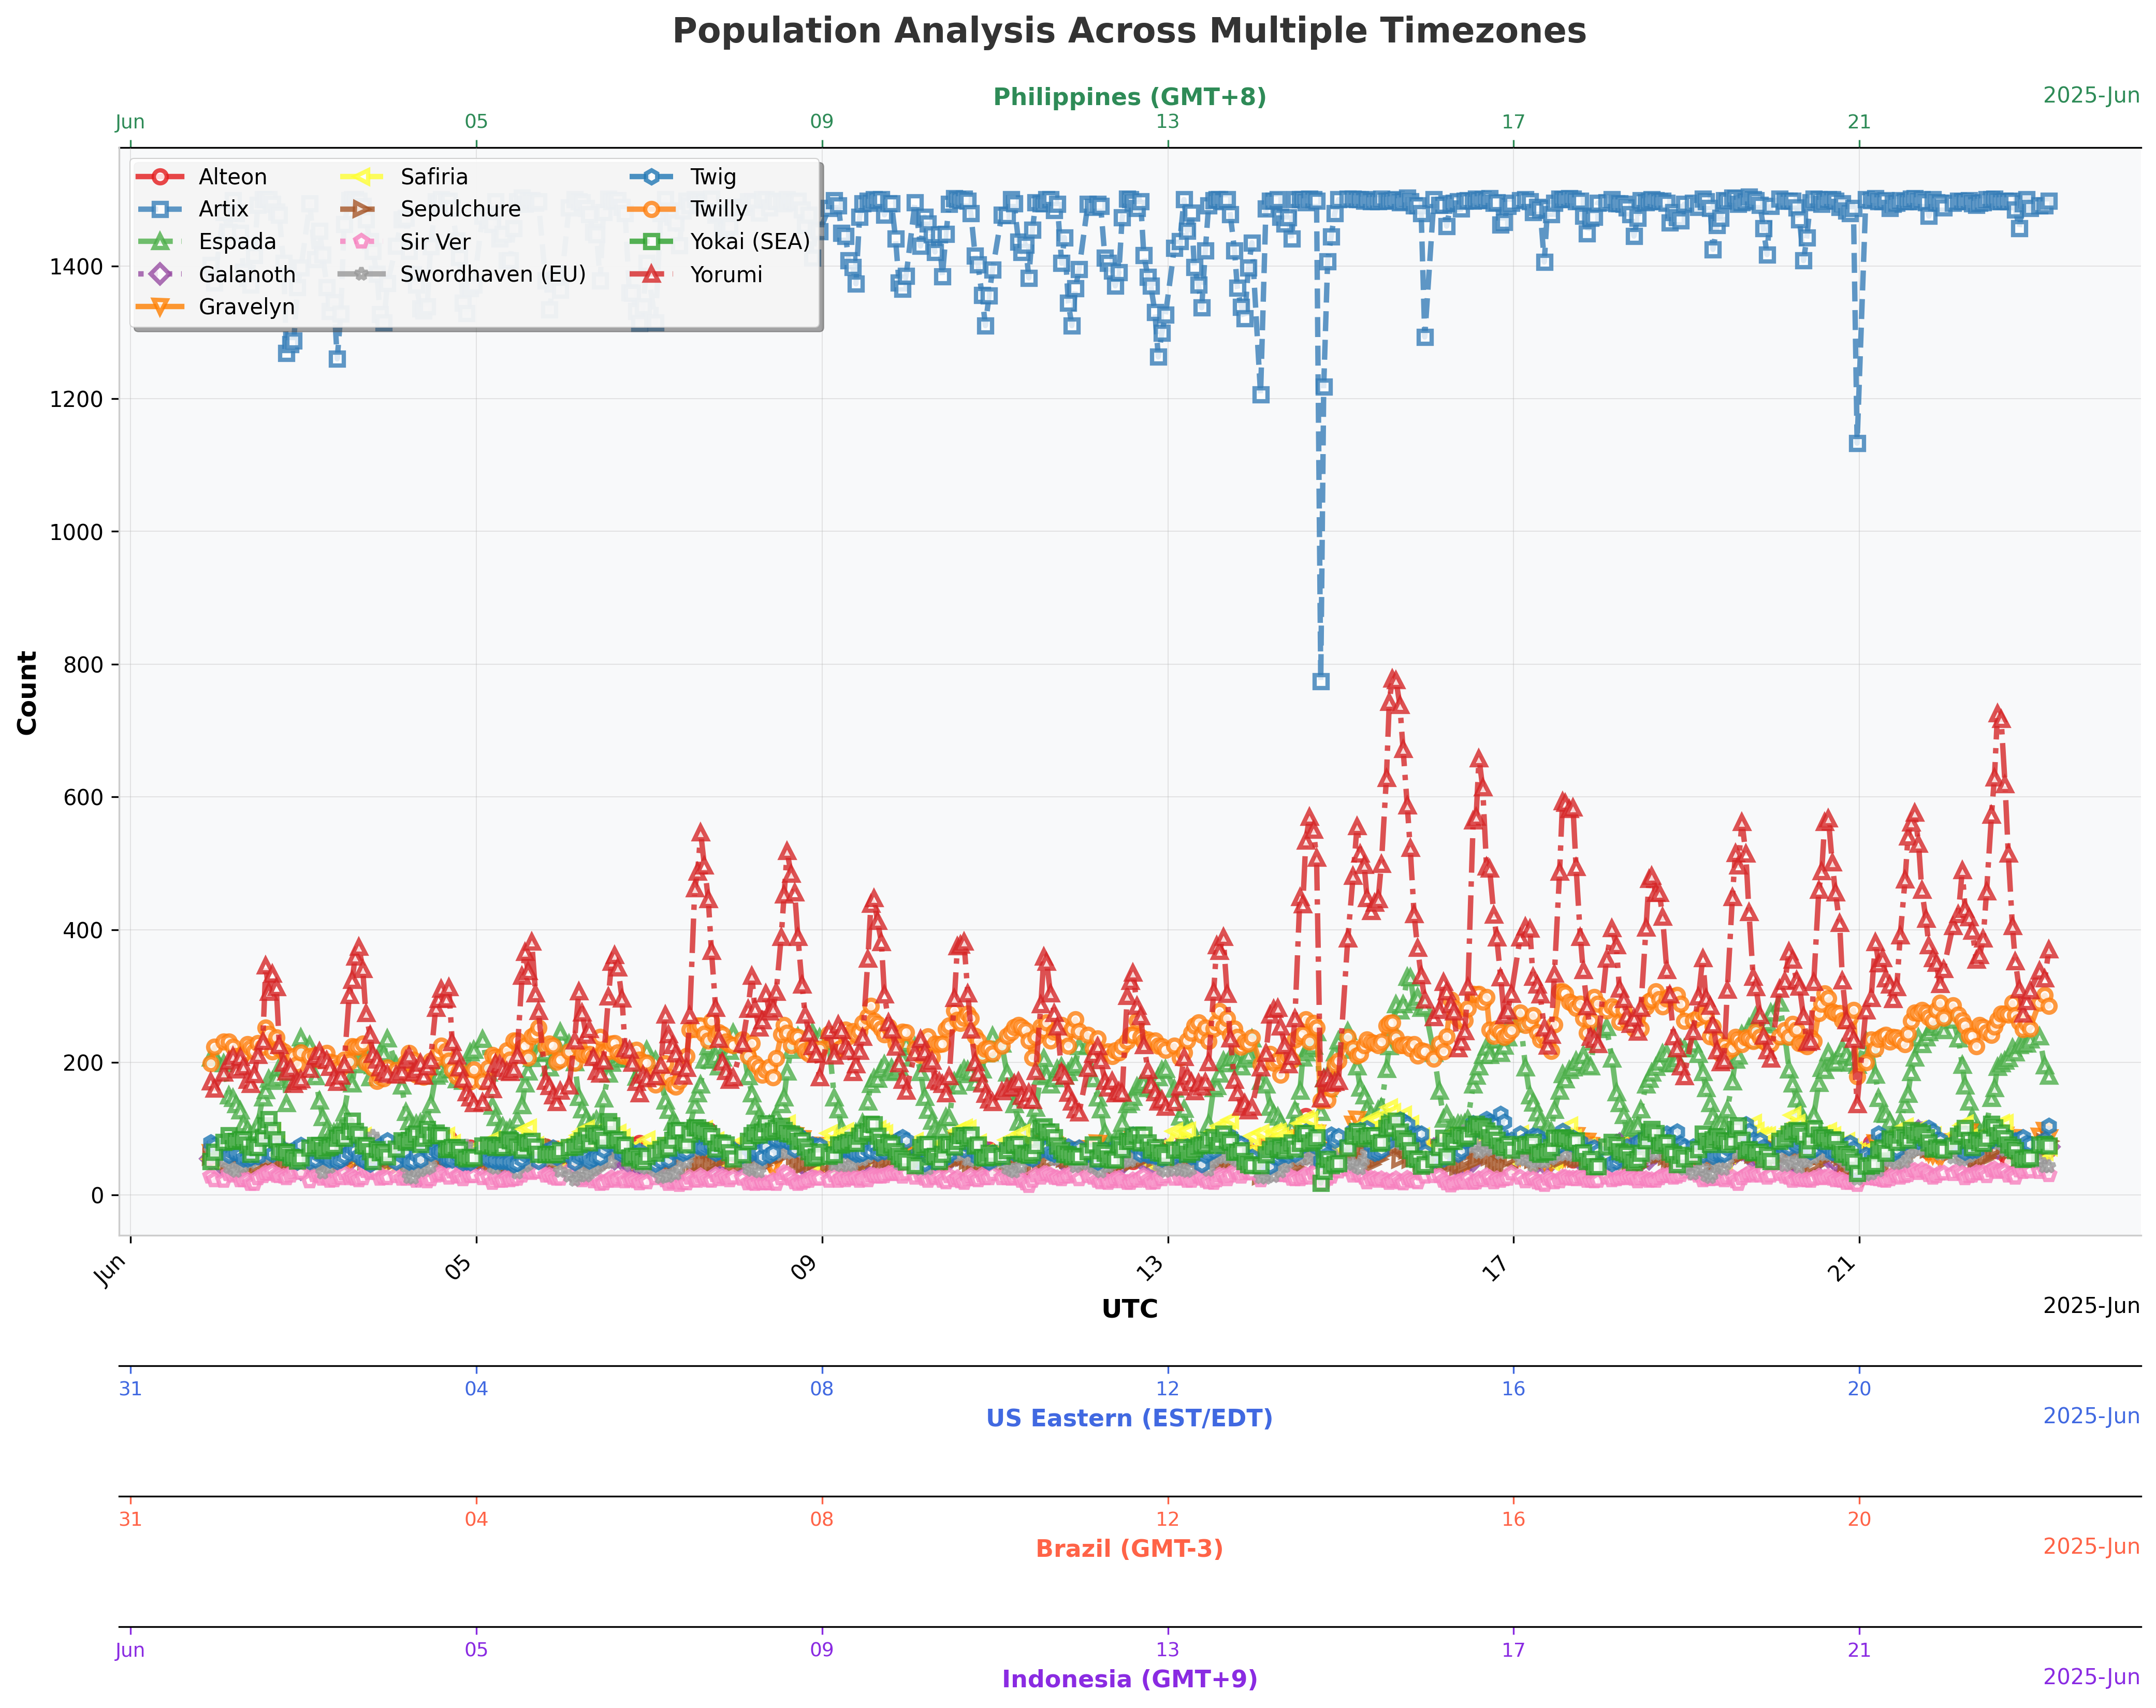 Population Analysis Across Multiple Timezones
Philippines (GMT+8)
2025-Jun
Jun 05 09 13 17 21
Alteon Safiria Twig
Artix Sepulchure Twilly
Espada Sir Ver Yokai (SEA)
Galanoth Swordhaven (EU) Yorumi
Gravelyn
Count
1400
1200
1000
800
600
400
200
0
Jun 05 09 13 17 21
UTC
2025-Jun
31 04 08 12 16 20
US Eastern (EST/EDT)
2025-Jun
31 04 08 12 16 20
Brazil (GMT-3)
2025-Jun
Jun 05 09 13 17 21
Indonesia (GMT+9)
2025-Jun